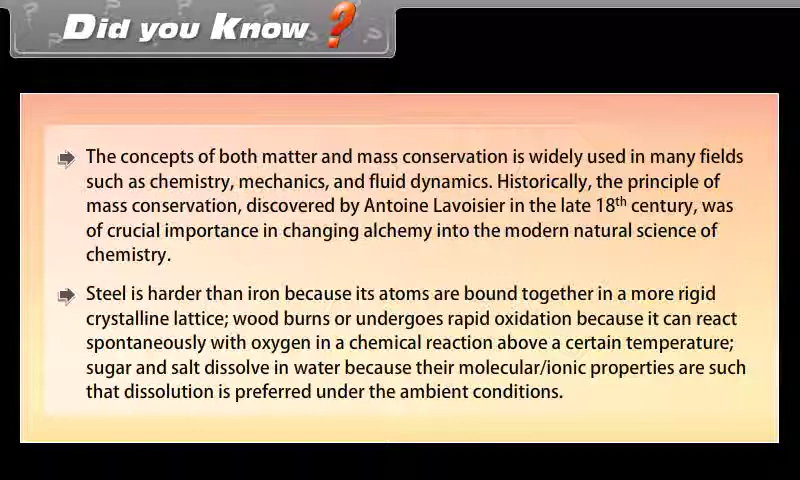 Did you Know ?
The concepts of both matter and mass conservation is widely used in many fields
such as chemistry, mechanics, and fluid dynamics. Historically, the principle of
mass conservation, discovered by Antoine Lavoisier in the late 18th century, was
of crucial importance in changing alchemy into the modern natural science of
chemistry.
Steel is harder than iron because its atoms are bound together in a more rigid
crystalline lattice; wood burns or undergoes rapid oxidation because it can react
spontaneously with oxygen in a chemical reaction above a certain temperature;
sugar and salt dissolve in water because their molecular/ionic properties are such
that dissolution is preferred under the ambient conditions.